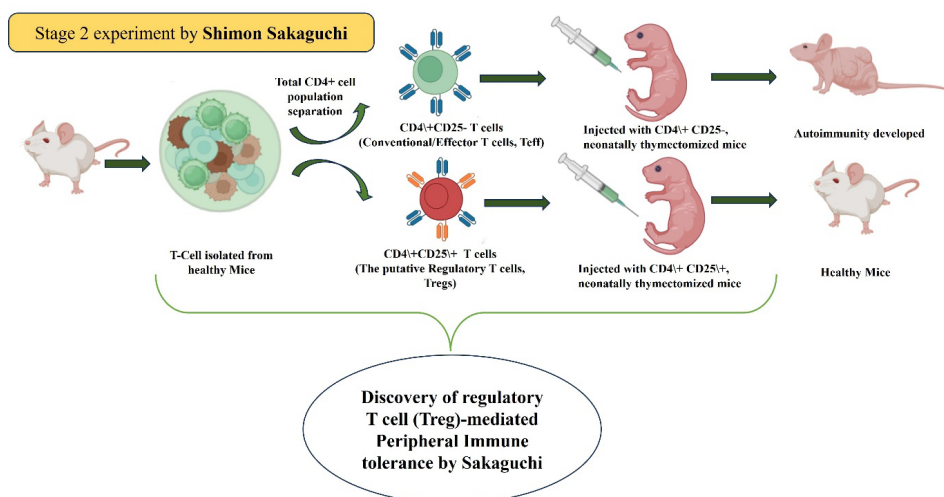 Stage 2 experiment by Shimon Sakaguchi
Total CD4+ cell
population
separation
CD4\+CD25- T cells
(Conventional/Effector T cells, Teff)
Injected with CD4\+ CD25-,
neonatally thymectomized mice
Autoimmunity developed
T-Cell isolated from
healthy Mice
CD4\+CD25\+ T cells
(The putative Regulatory T cells,
Tregs)
Injected with CD4\+ CD25\+,
neonatally thymectomized mice
Healthy Mice
Discovery of regulatory
T cell (Treg)-mediated
Peripheral Immune
tolerance by Sakaguchi